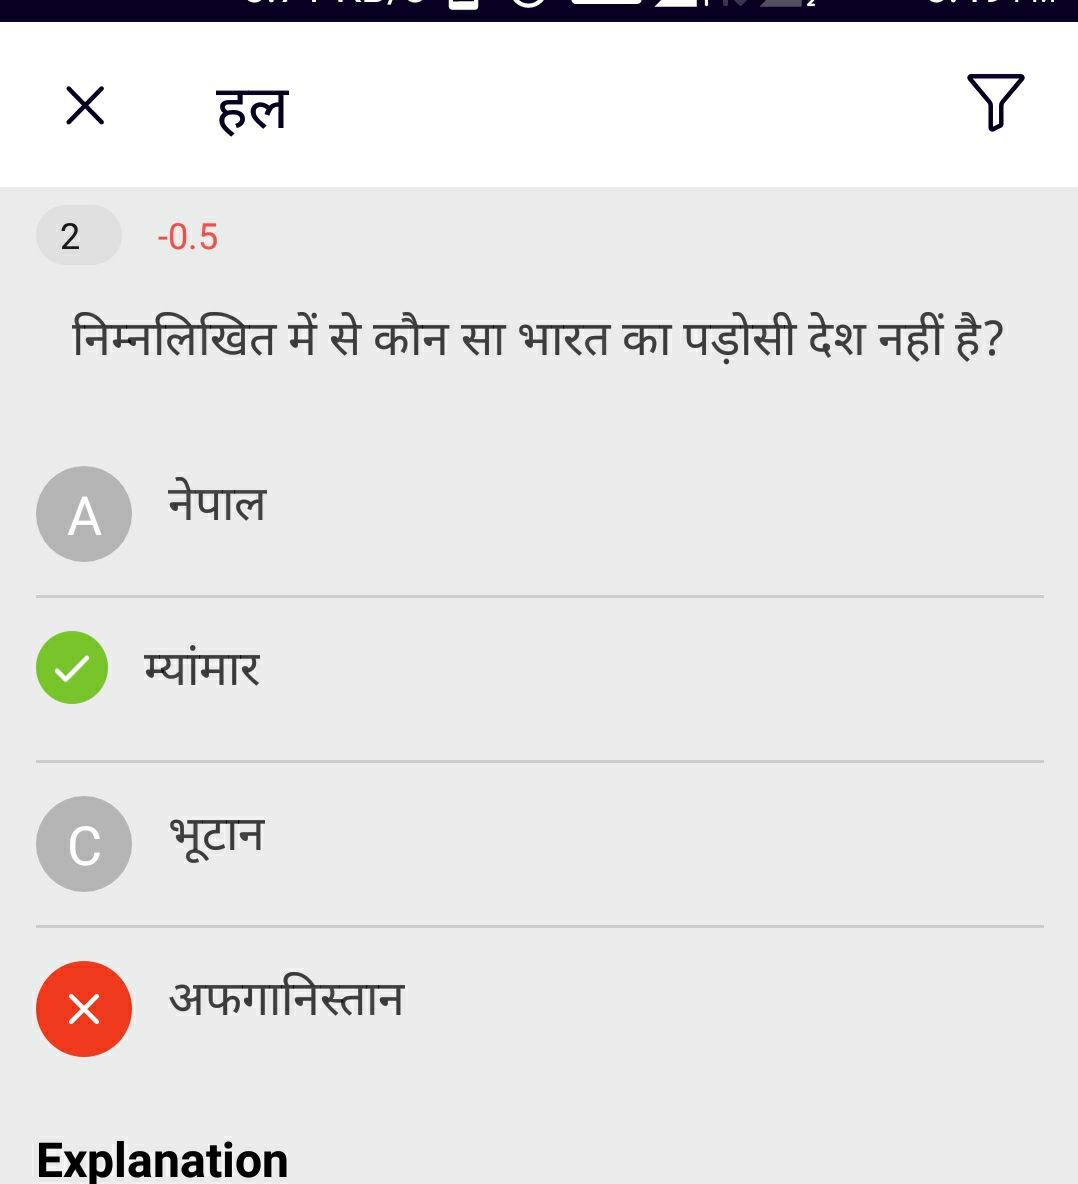 हल
2 -0.5
निम्नलिखित में से कौन सा भारत का पड़ोसी देश नहीं है?
A नेपाल
म्यांमार
C भूटान
अफगानिस्तान
Explanation